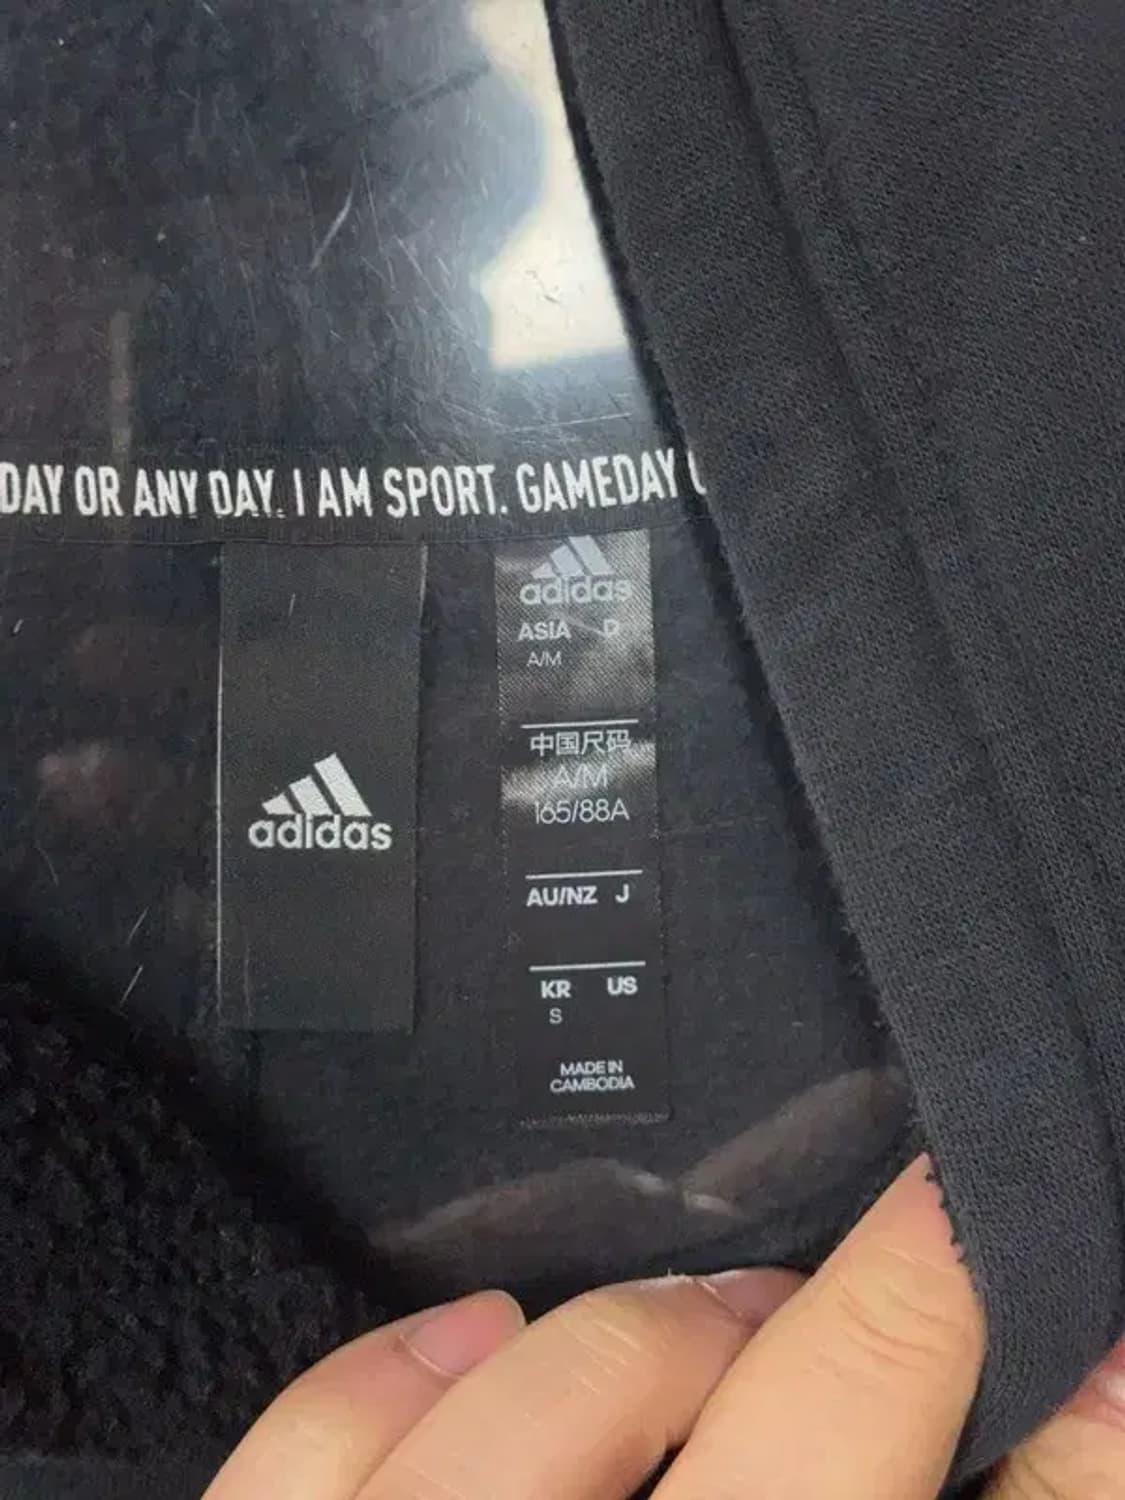 DAY OR ANY DAY. I AM SPORT. GAMEDAY
adidas
adidas
ASIA D
A/M
中国尺码
A/M
165/88A
AU/NZ J
KR US
S
MADE IN
CAMBODIA